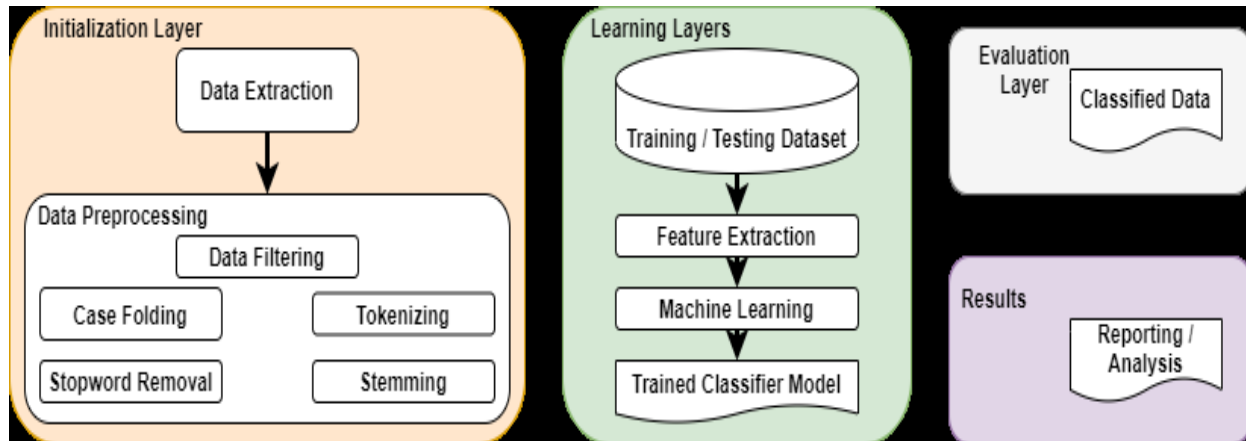 Initialization Layer
Data Extraction
Data Preprocessing
Data Filtering
Case Folding
Tokenizing
Stopword Removal
Stemming
Learning Layers
Training / Testing Dataset
Feature Extraction
Machine Learning
Trained Classifier Model
Evaluation
Layer
Classified Data
Results
Reporting /
Analysis